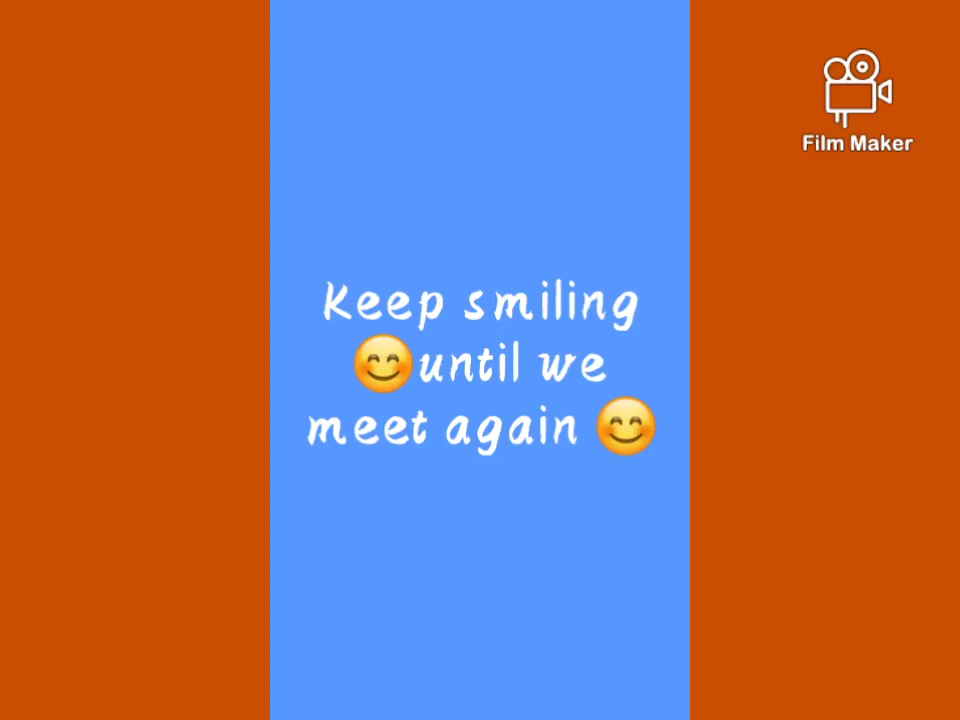 Film Maker
Keep smiling
😊until we
meet again 😊